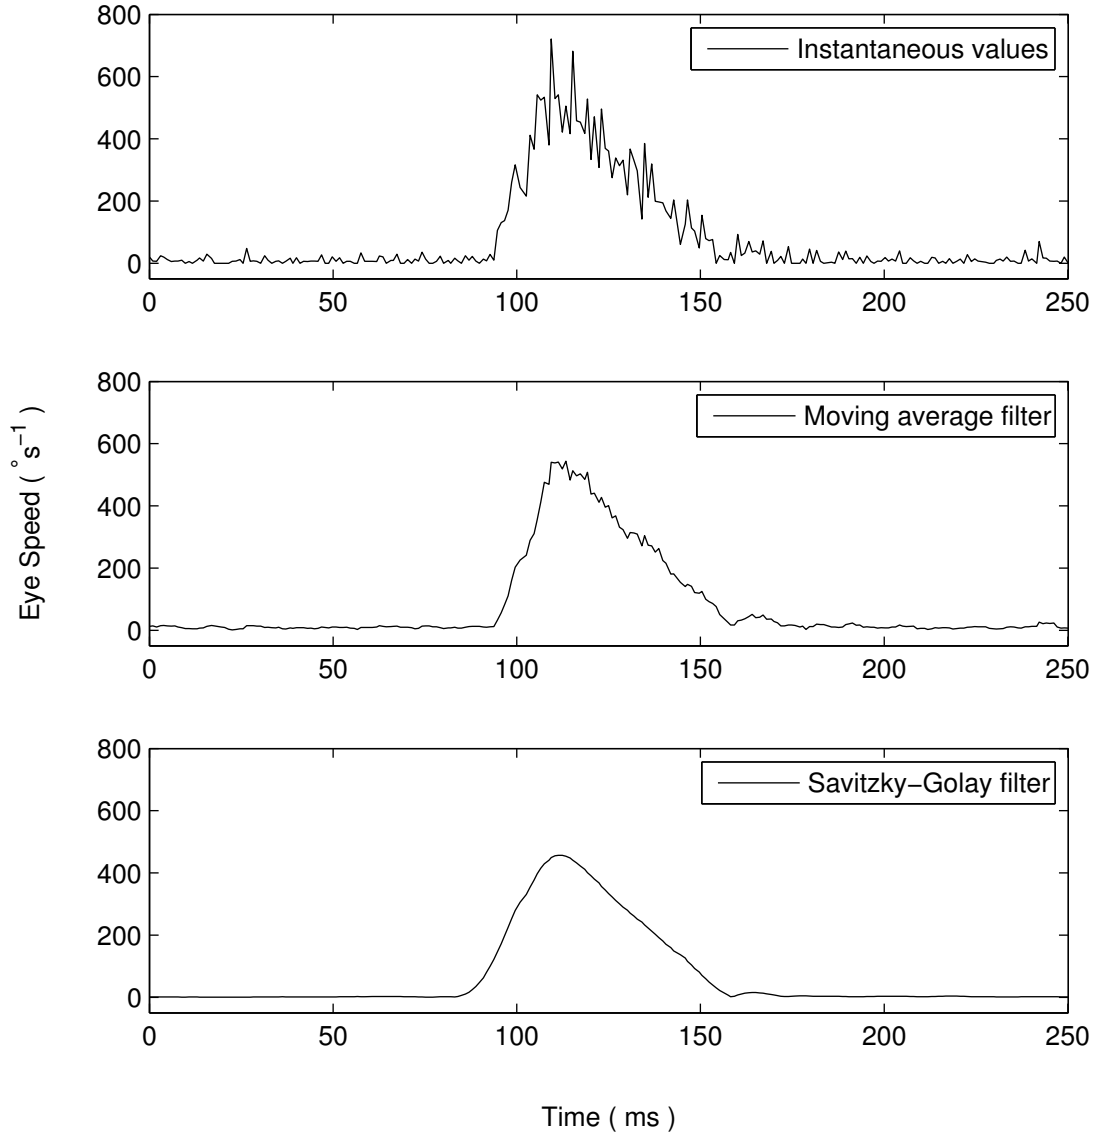 800
600
400
200
0
Instantaneous values
0 50 100 150 200 250
800
600
400
200
0
Moving average filter
0 50 100 150 200 250
Eye Speed ( °s⁻¹ )
800
600
400
200
0
Savitzky−Golay filter
0 50 100 150 200 250
Time ( ms )